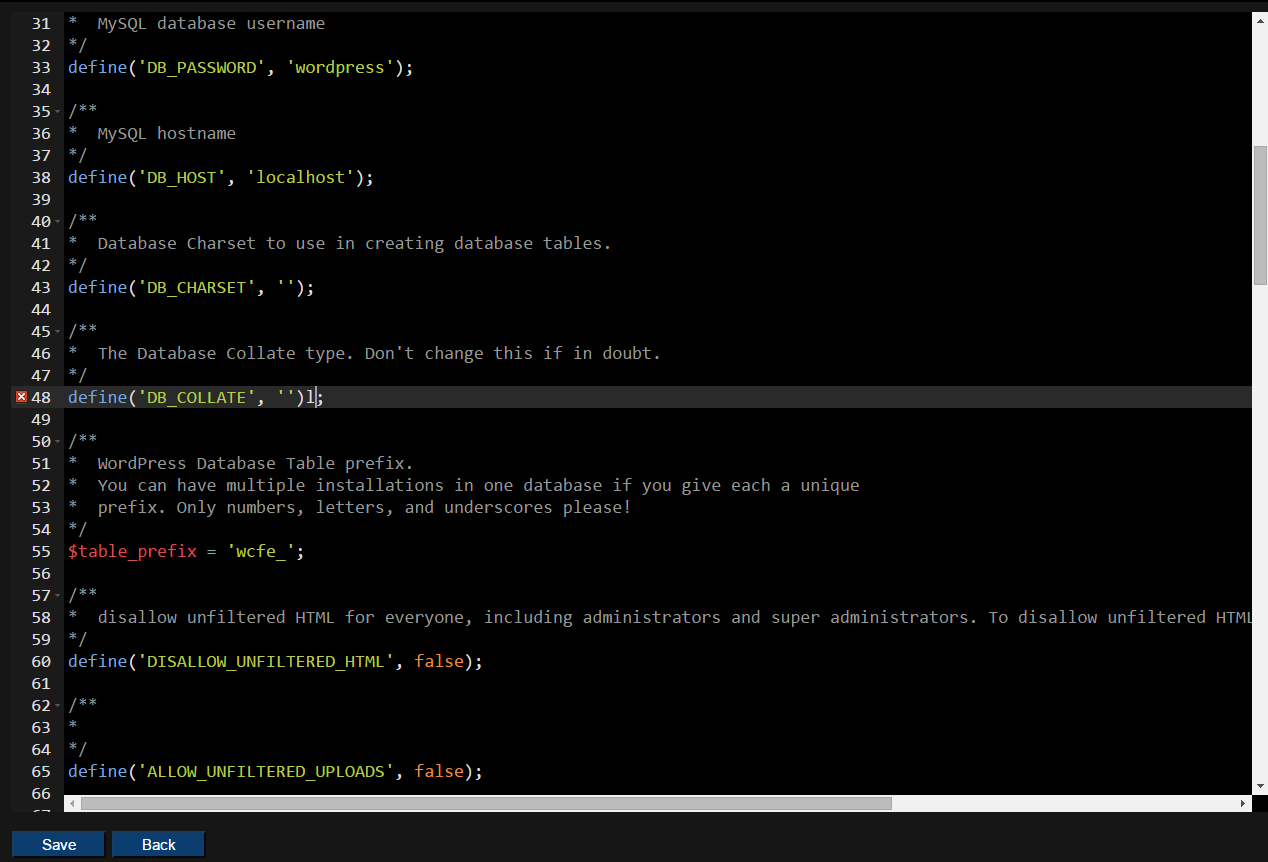 31 *  MySQL database username
32 */
33 define('DB_PASSWORD', 'wordpress');
34
35 /**
36 *  MySQL hostname
37 */
38 define('DB_HOST', 'localhost');
39
40 /**
41 *  Database Charset to use in creating database tables.
42 */
43 define('DB_CHARSET', '');
44
45 /**
46 *  The Database Collate type. Don't change this if in doubt.
47 */
48 define('DB_COLLATE', '')l;
49
50 /**
51 *  WordPress Database Table prefix.
52 *  You can have multiple installations in one database if you give each a unique
53 *  prefix. Only numbers, letters, and underscores please!
54 */
55 $table_prefix = 'wcfe_';
56
57 /**
58 *  disallow unfiltered HTML for everyone, including administrators and super administrators. To disallow unfiltered HTML
59 */
60 define('DISALLOW_UNFILTERED_HTML', false);
61
62 /**
63 *
64 */
65 define('ALLOW_UNFILTERED_UPLOADS', false);
66
Save Back